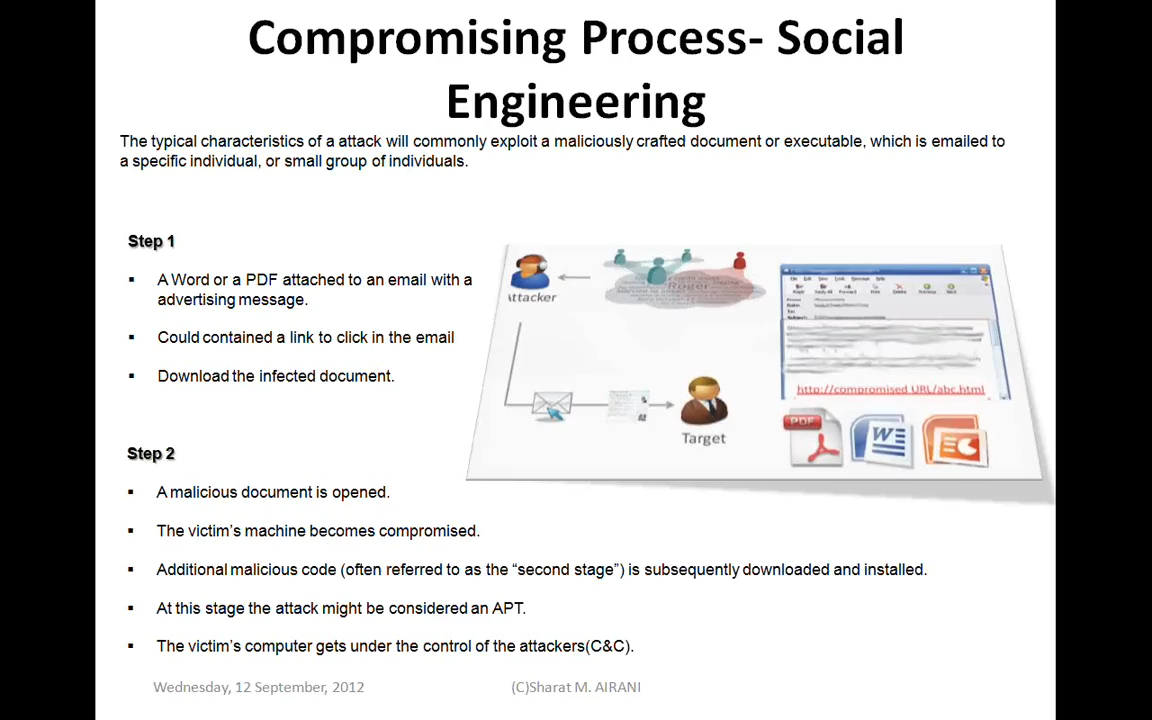 Compromising Process- Social
Engineering
The typical characteristics of a attack will commonly exploit a maliciously crafted document or executable, which is emailed to
a specific individual, or small group of individuals.
Step 1
▪ A Word or a PDF attached to an email with a
advertising message.
▪ Could contained a link to click in the email
▪ Download the infected document.
Attacker
Roger
http://compromised URL/abc.html
Target
PDF
W
Step 2
▪ A malicious document is opened.
▪ The victim’s machine becomes compromised.
▪ Additional malicious code (often referred to as the “second stage”) is subsequently downloaded and installed.
▪ At this stage the attack might be considered an APT.
▪ The victim’s computer gets under the control of the attackers(C&C).
Wednesday, 12 September, 2012
(C)Sharat M. AIRANI